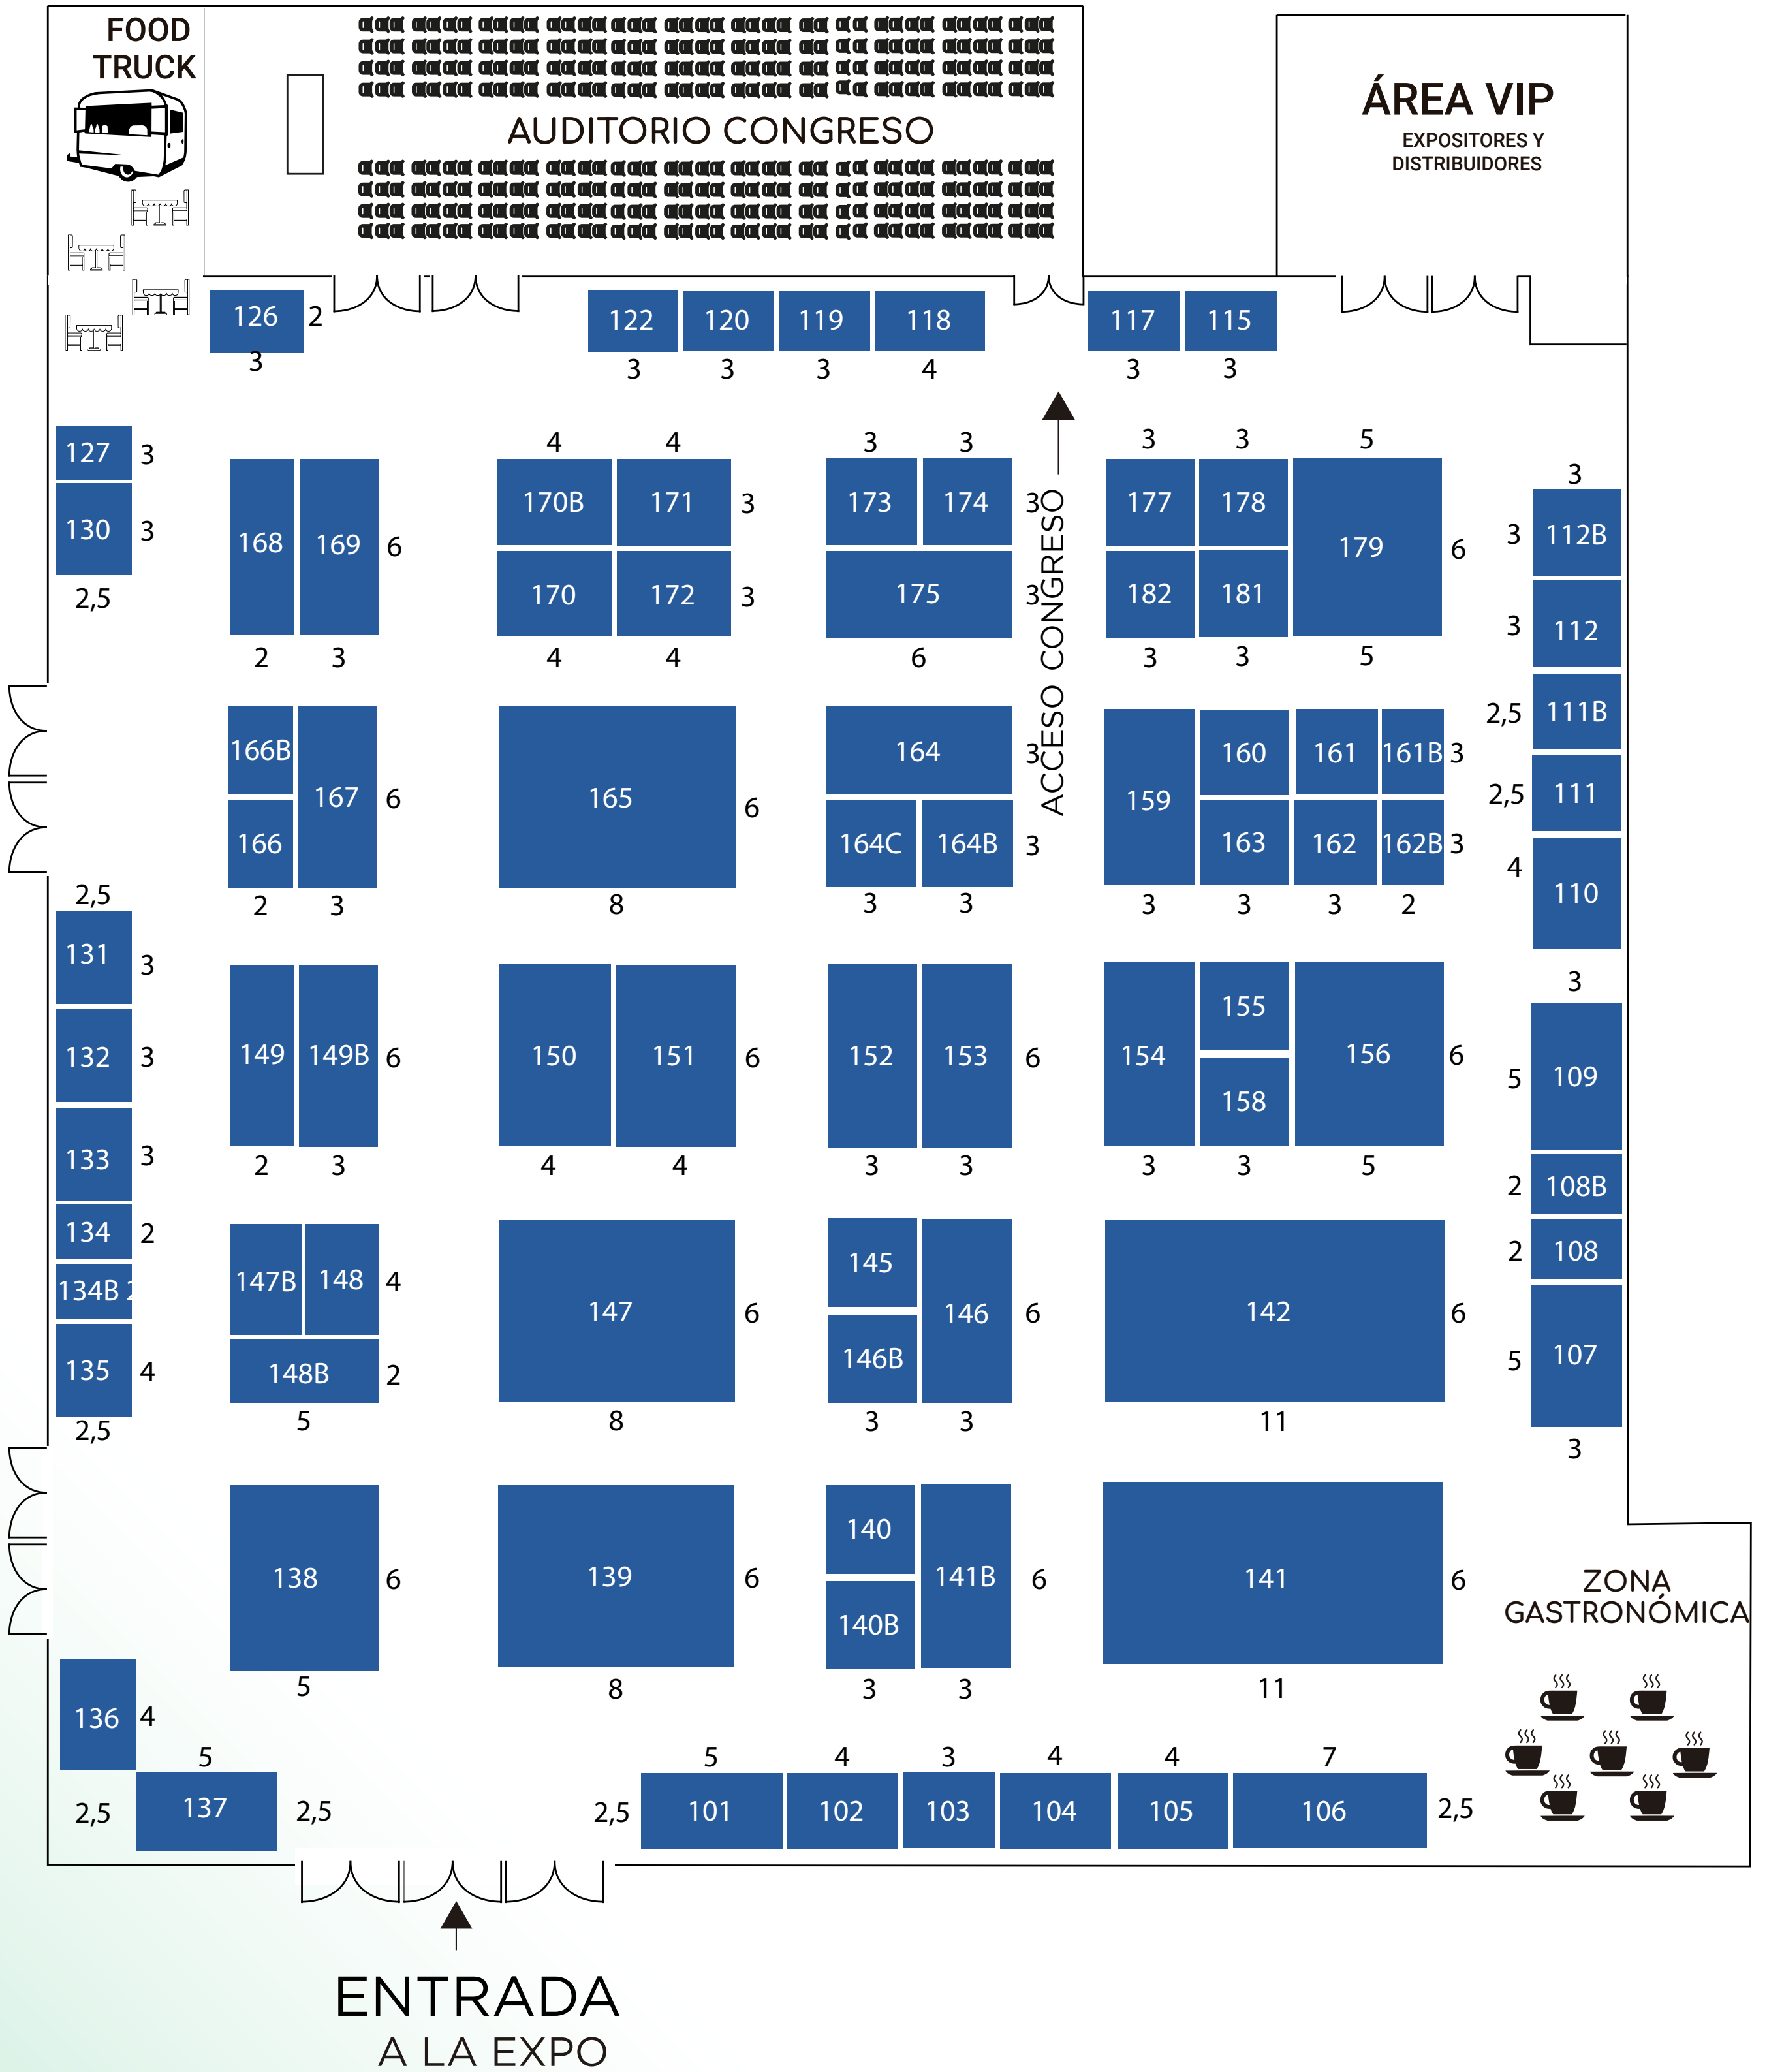 FOOD
TRUCK
AUDITORIO CONGRESO
ÁREA VIP
EXPOSITORES Y
DISTRIBUIDORES
126 2
3
122 120 119 118 117 115
3 3 3 4 3 3
ACCESO CONGRESO
127 3
130 3
2,5
168 169 6
2 3
4 4
170B 171 3
170 172 3
4 4
3 3
173 174 3
175 3
6
3 3 5
177 178 179 6
182 181
3 3 5
3
3 112B
3 112
2,5 111B
2,5 111
4 110
3
166B 167 6
166
2 3
165 6
8
164 3
164C 164B 3
3 3
159 160 161 161B 3
163 162 162B 3
3 3 3 2
2,5
131 3
132 3
133 3
134 2
134B
135 4
2,5
149 149B 6
2 3
150 151 6
4 4
152 153 6
3 3
154 155 156 6
158
3 3 5
5 109
2 108B
2 108
5 107
3
147B 148 4
148B 2
5
147 6
8
145 146 6
146B
3 3
142 6
11
138 6
5
139 6
8
140 141B 6
140B
3 3
141 6
11
ZONA
GASTRONÓMICA
136 4
5
2,5 137 2,5
5 4 3 4 4 7
2,5 101 102 103 104 105 106 2,5
ENTRADA
A LA EXPO